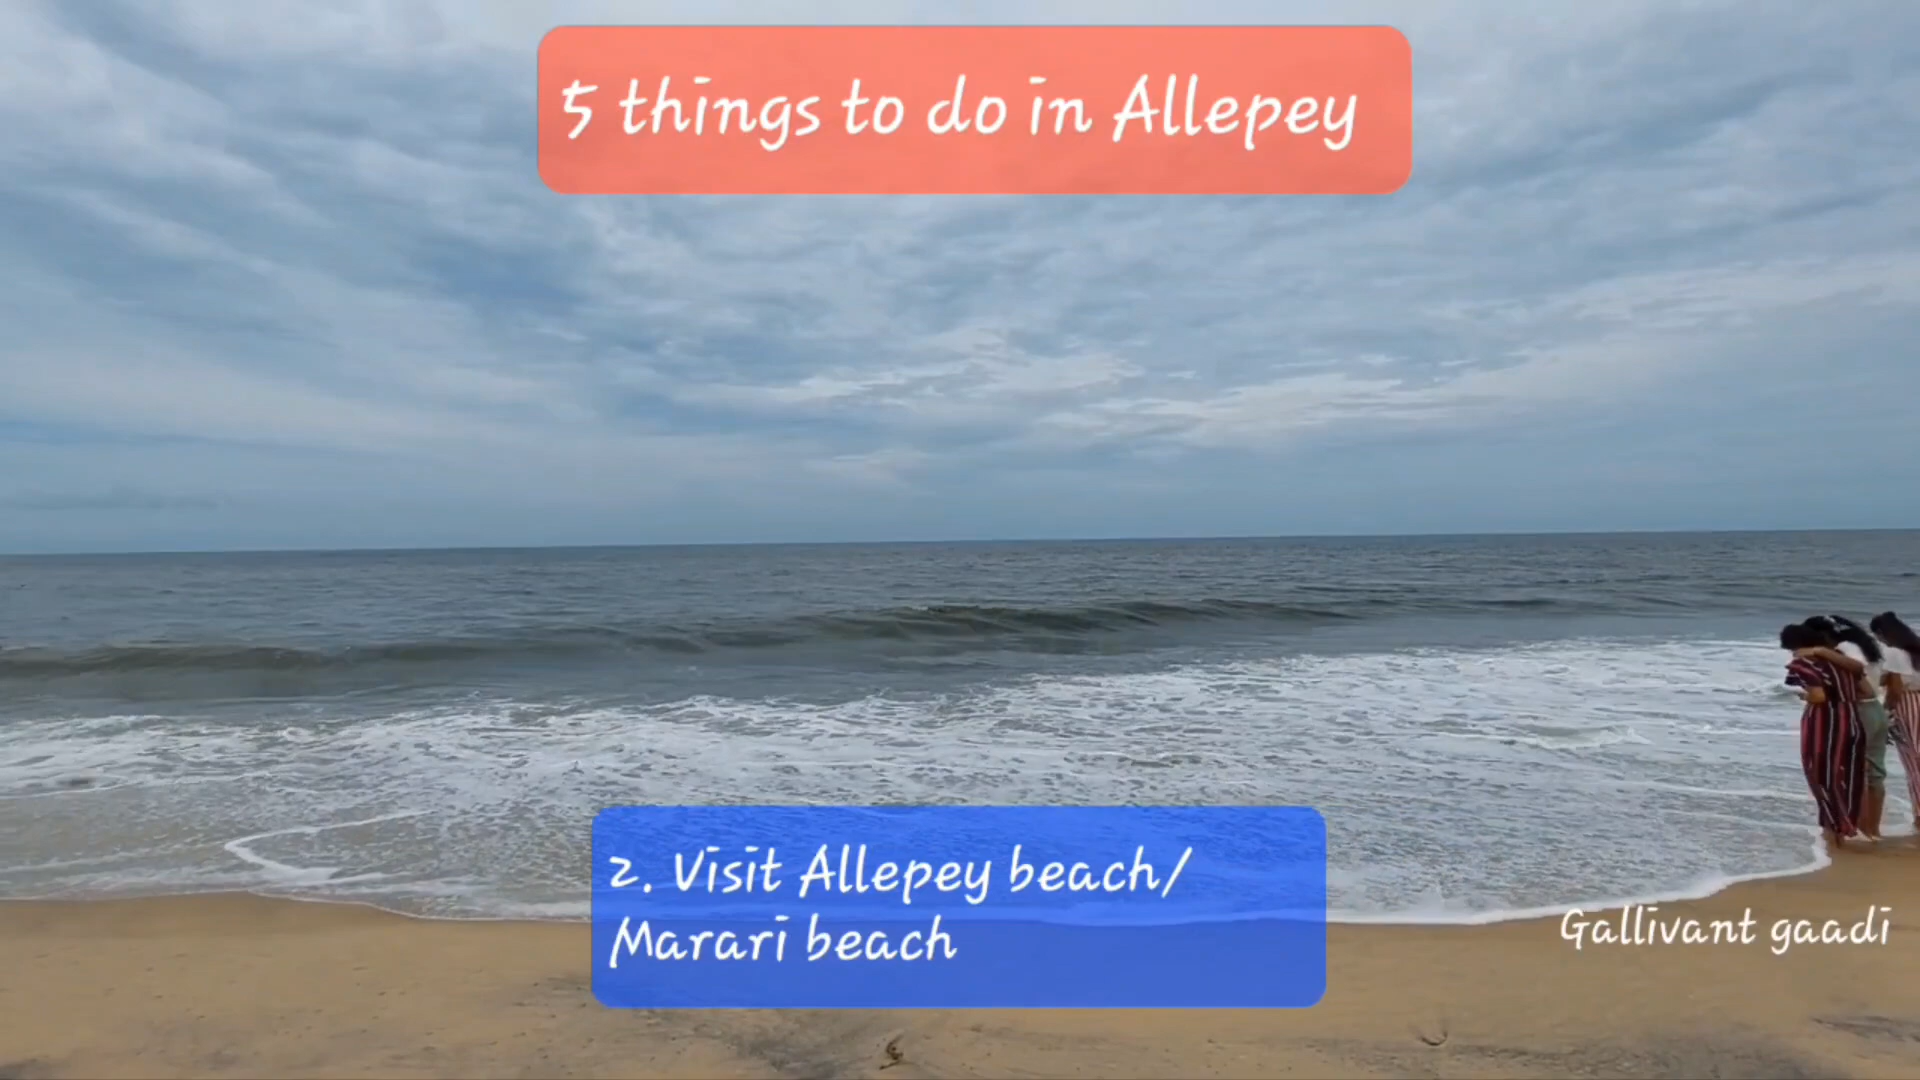 5 things to do in Allepey
2. Visit Allepey beach/
Marari beach
Gallivant gaadi